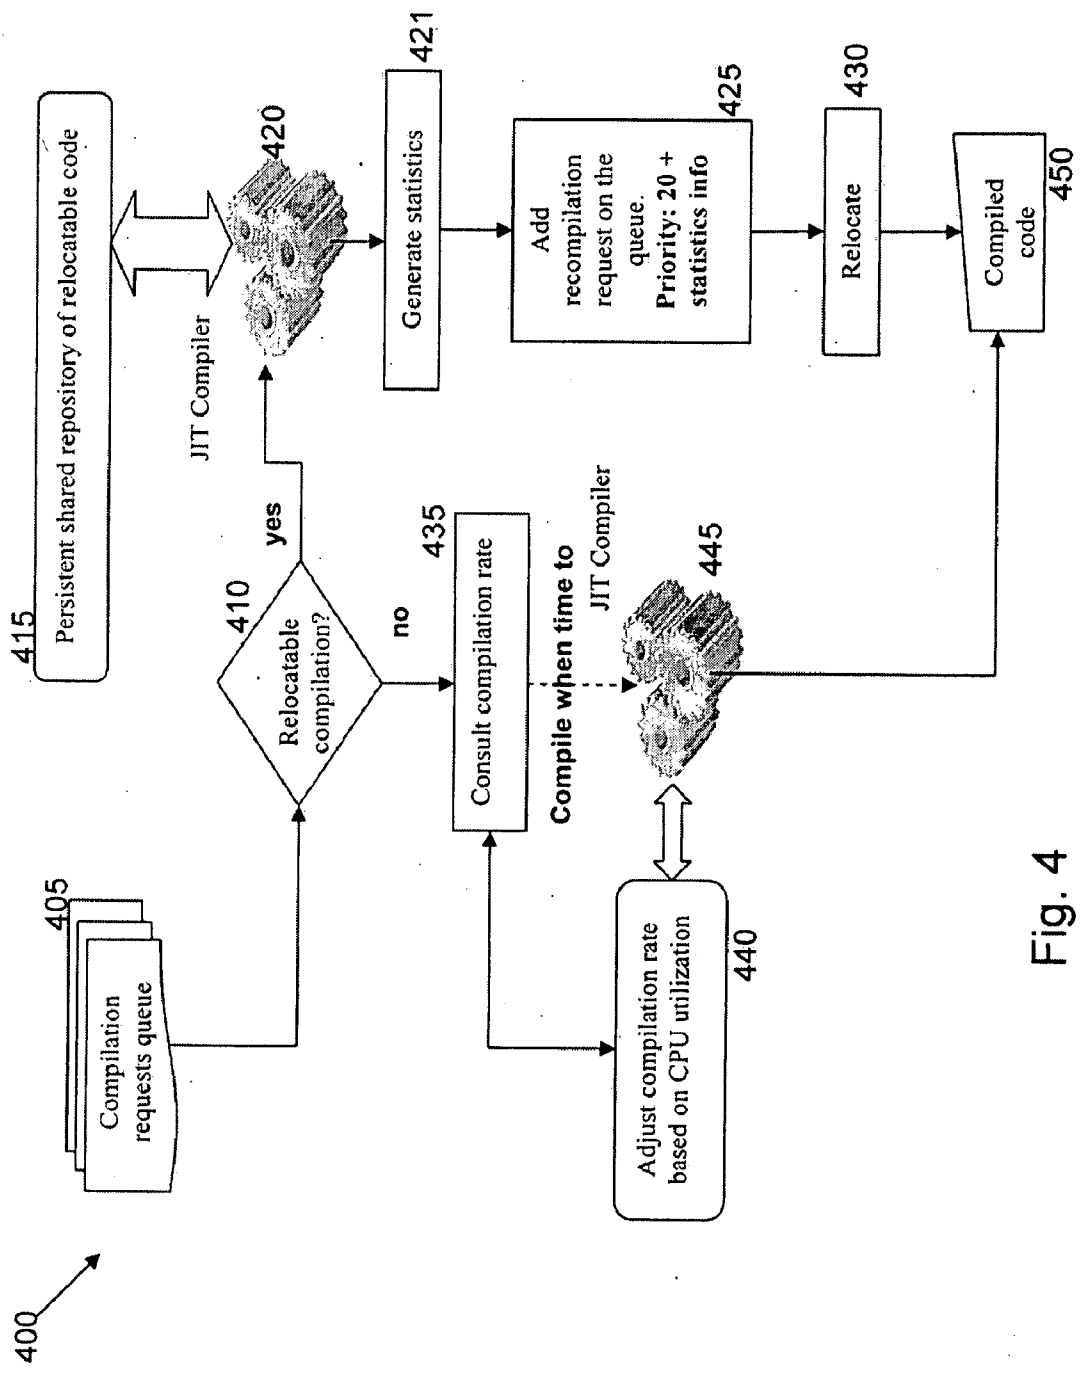 400
405
Compilation
requests queue
415
Persistent shared repository of relocatable code
410
Relocatable
compilation?
yes
no
JIT Compiler
420
421
Generate statistics
425
Add
recompilation
request on the
queue.
Priority: 20 +
statistics info
430
Relocate
435
Consult compilation rate
Compile when time to
JIT Compiler
445
440
Adjust compilation rate
based on CPU utilization
Compiled
code
450
Fig. 4